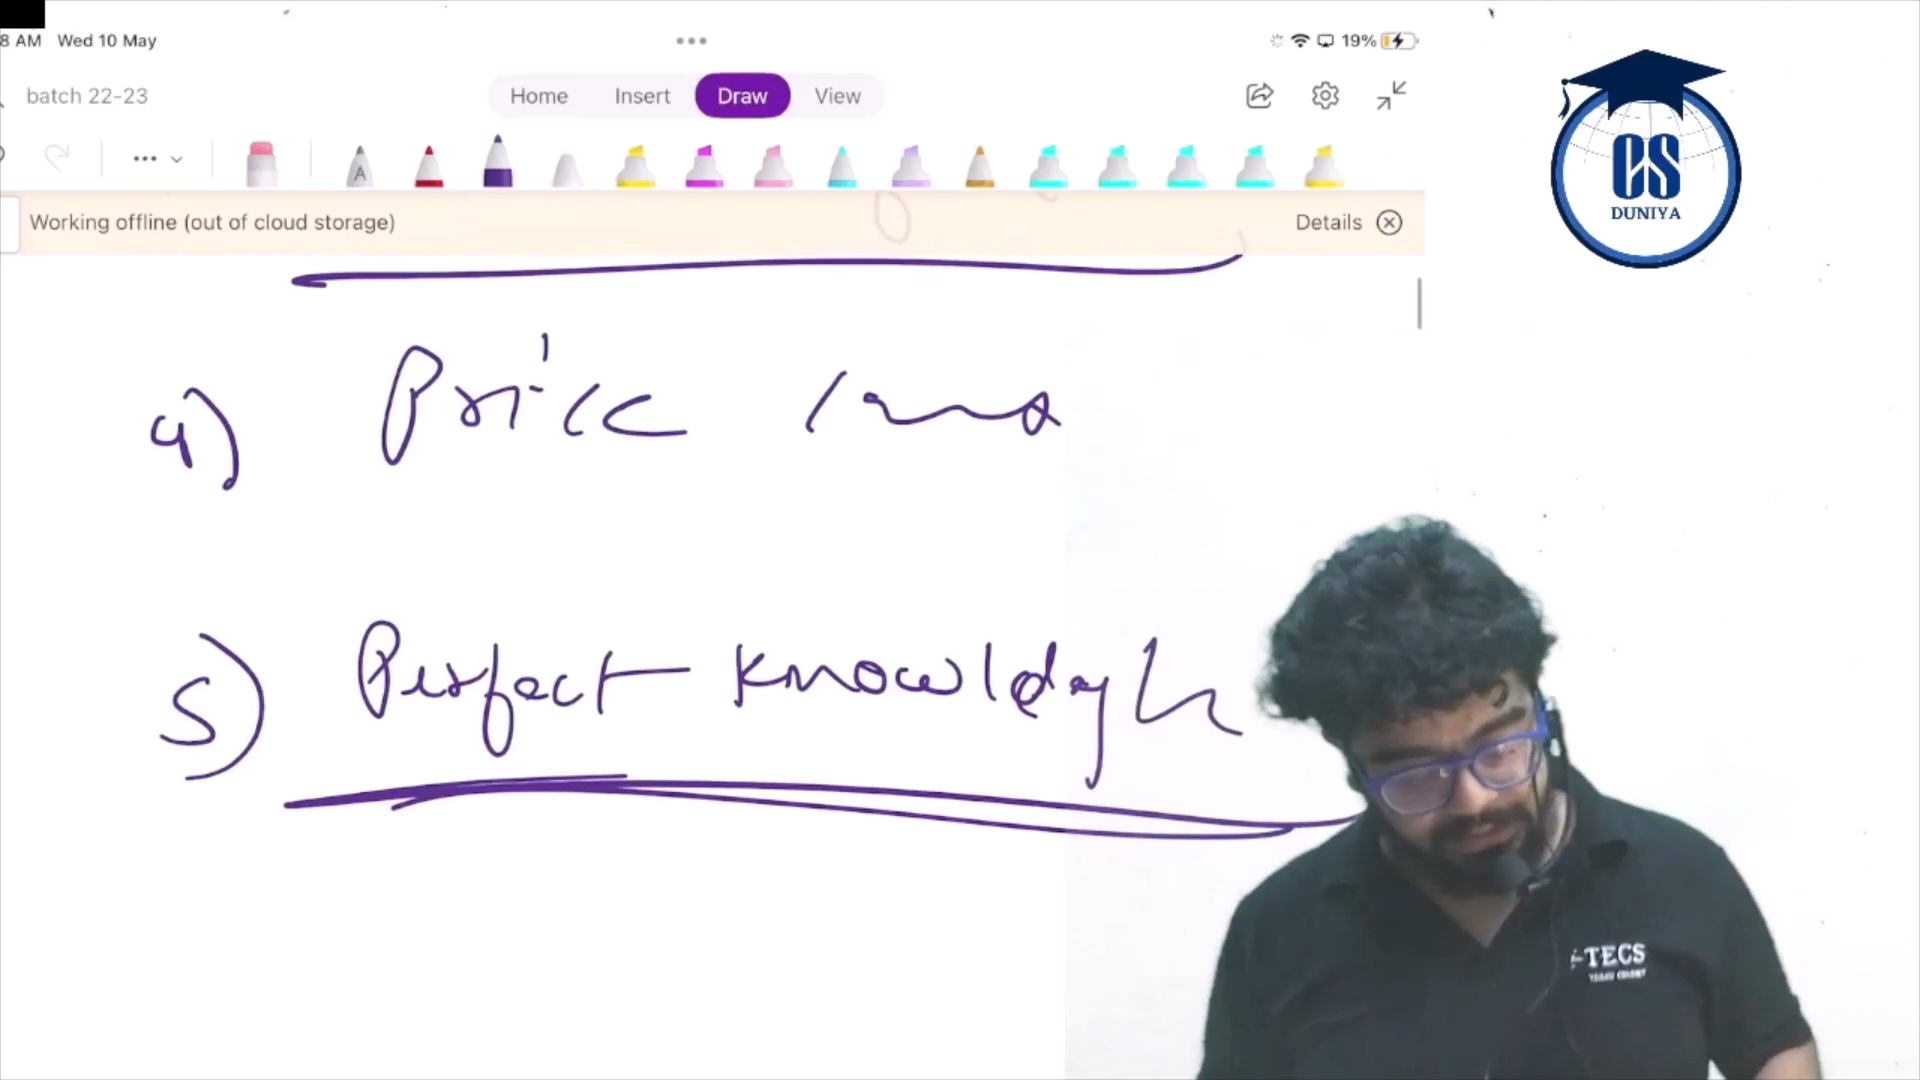 8 AM Wed 10 May
19%
batch 22-23
Home Insert Draw View
A
Working offline (out of cloud storage)
Details
CS
DUNIYA
4) Price
5) Perfect knowledge
TECS